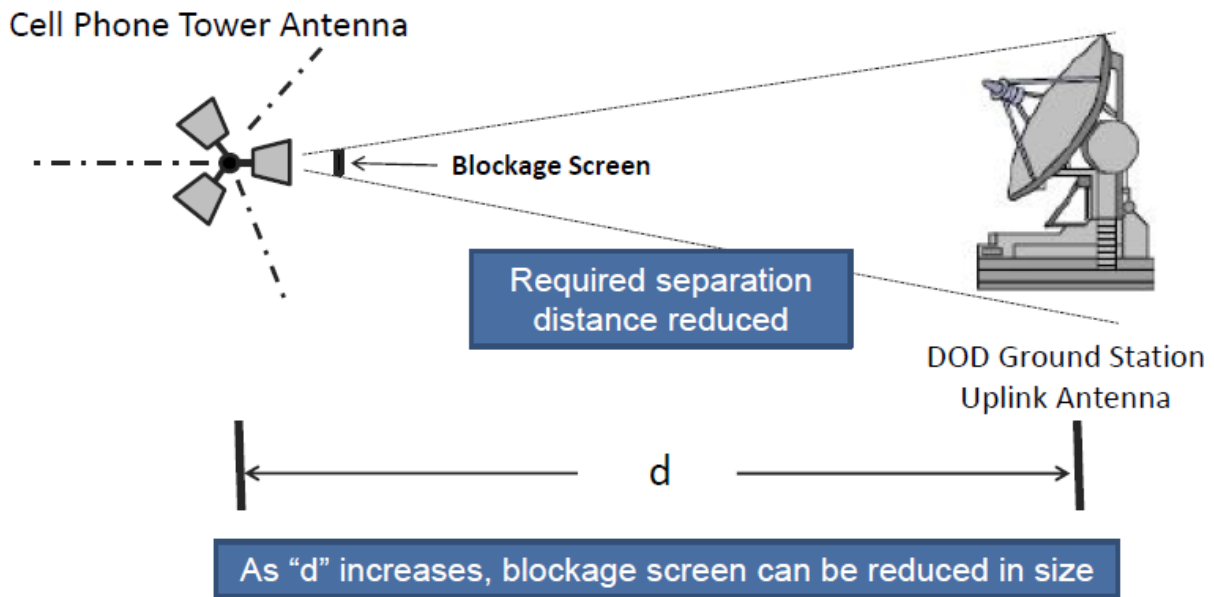 Cell Phone Tower Antenna
Blockage Screen
Required separation
distance reduced
DOD Ground Station
Uplink Antenna
d
As “d” increases, blockage screen can be reduced in size